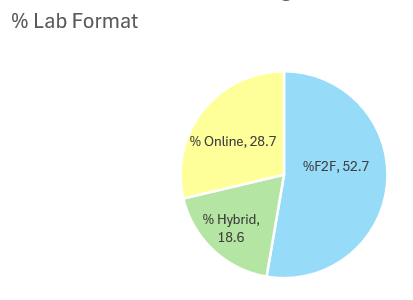 % Lab Format
% Online, 28.7
%F2F, 52.7
% Hybrid,
18.6